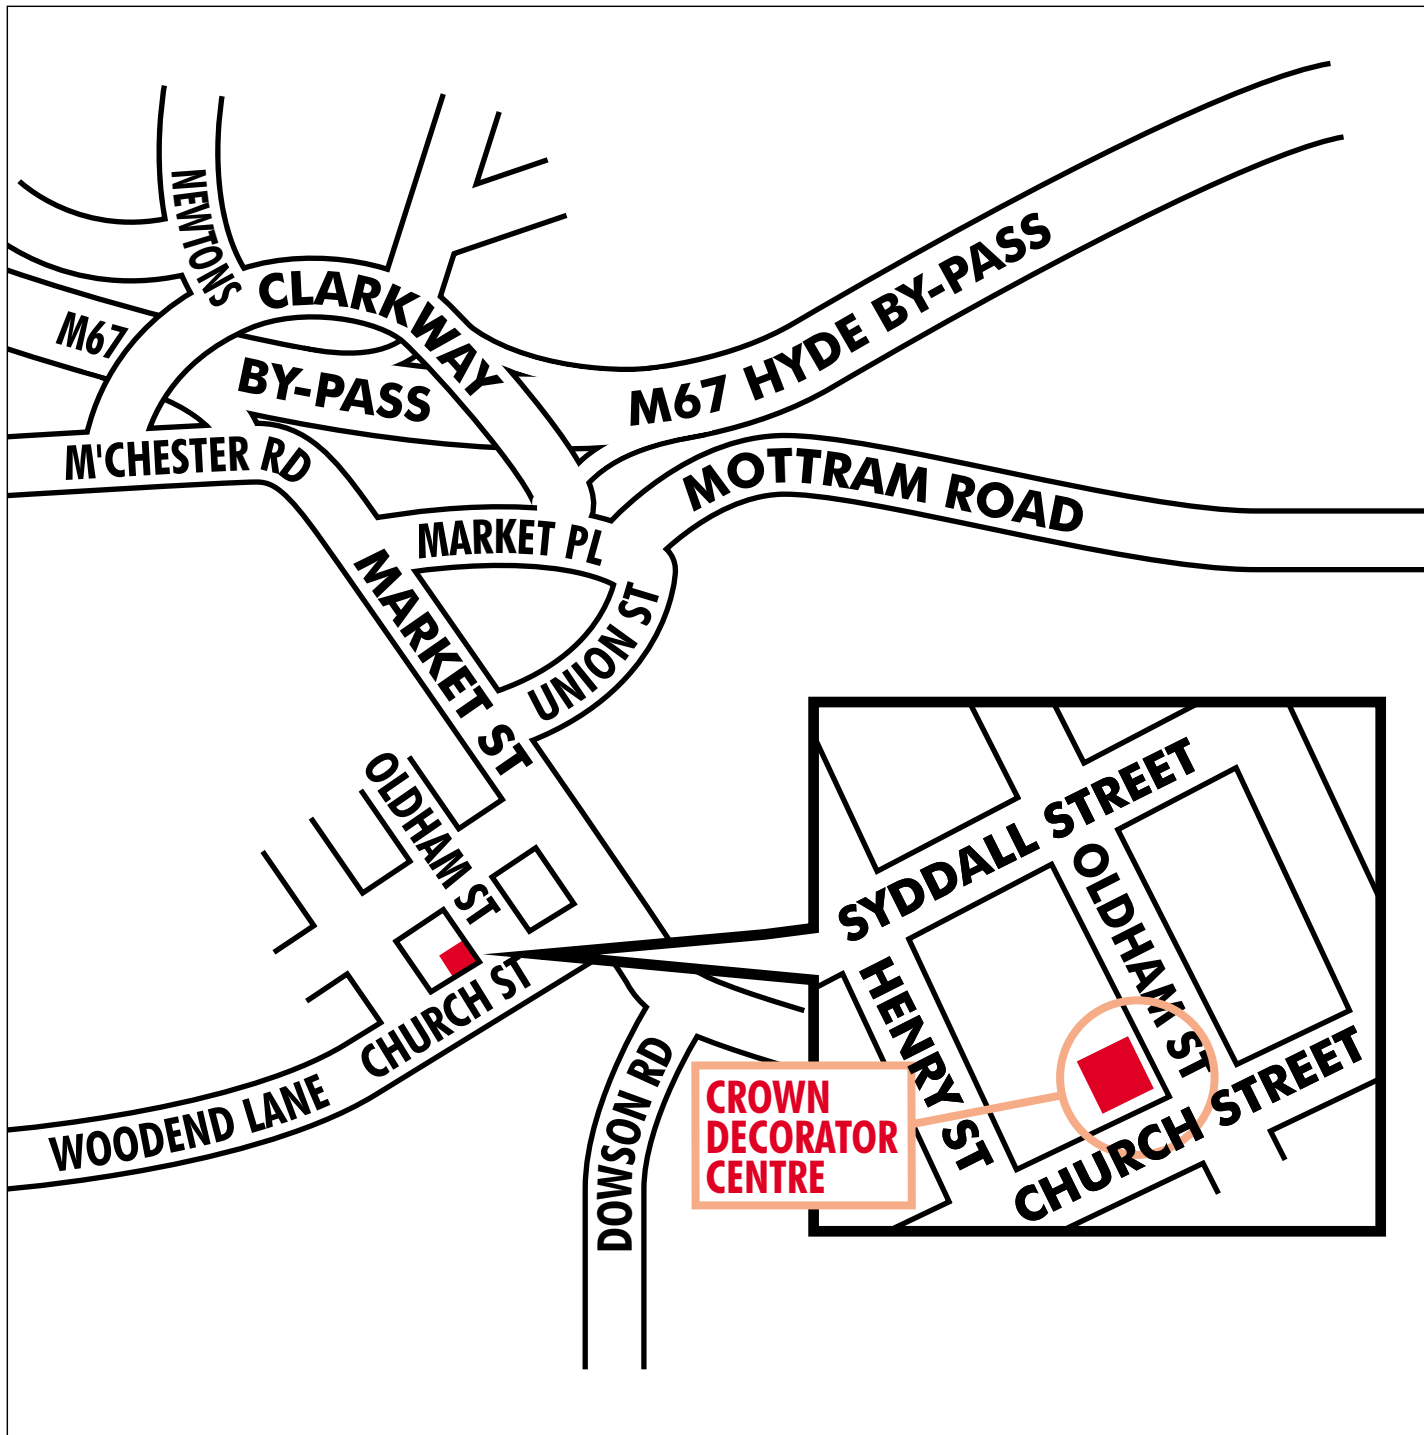 NEWTONS
CLARKWAY
M67
BY-PASS
M67 HYDE BY-PASS
M'CHESTER RD
MOTTRAM ROAD
MARKET PL
MARKET ST
UNION ST
OLDHAM ST
CHURCH ST
WOODEND LANE
DOWSON RD
SYDDALL STREET
OLDHAM ST
HENRY ST
CHURCH STREET
CROWN
DECORATOR
CENTRE